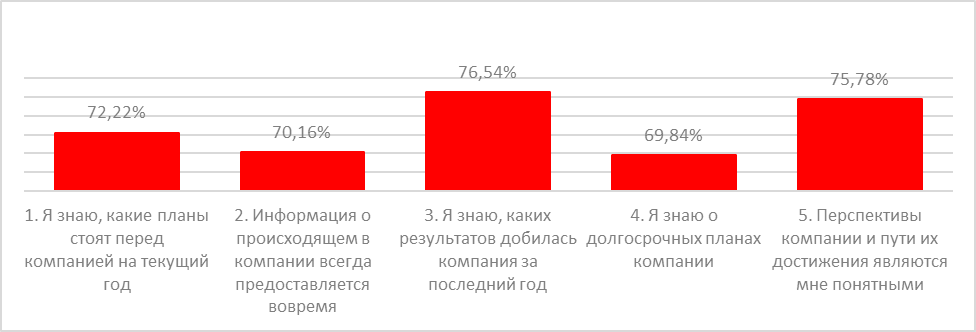 72,22%
70,16%
76,54%
69,84%
75,78%
1. Я знаю, какие планы
стоят перед
компанией на текущий
год
2. Информация о
происходящем в
компании всегда
предоставляется
вовремя
3. Я знаю, каких
результатов добилась
компания за
последний год
4. Я знаю о
долгосрочных планах
компании
5. Перспективы
компании и пути их
достижения являются
мне понятными